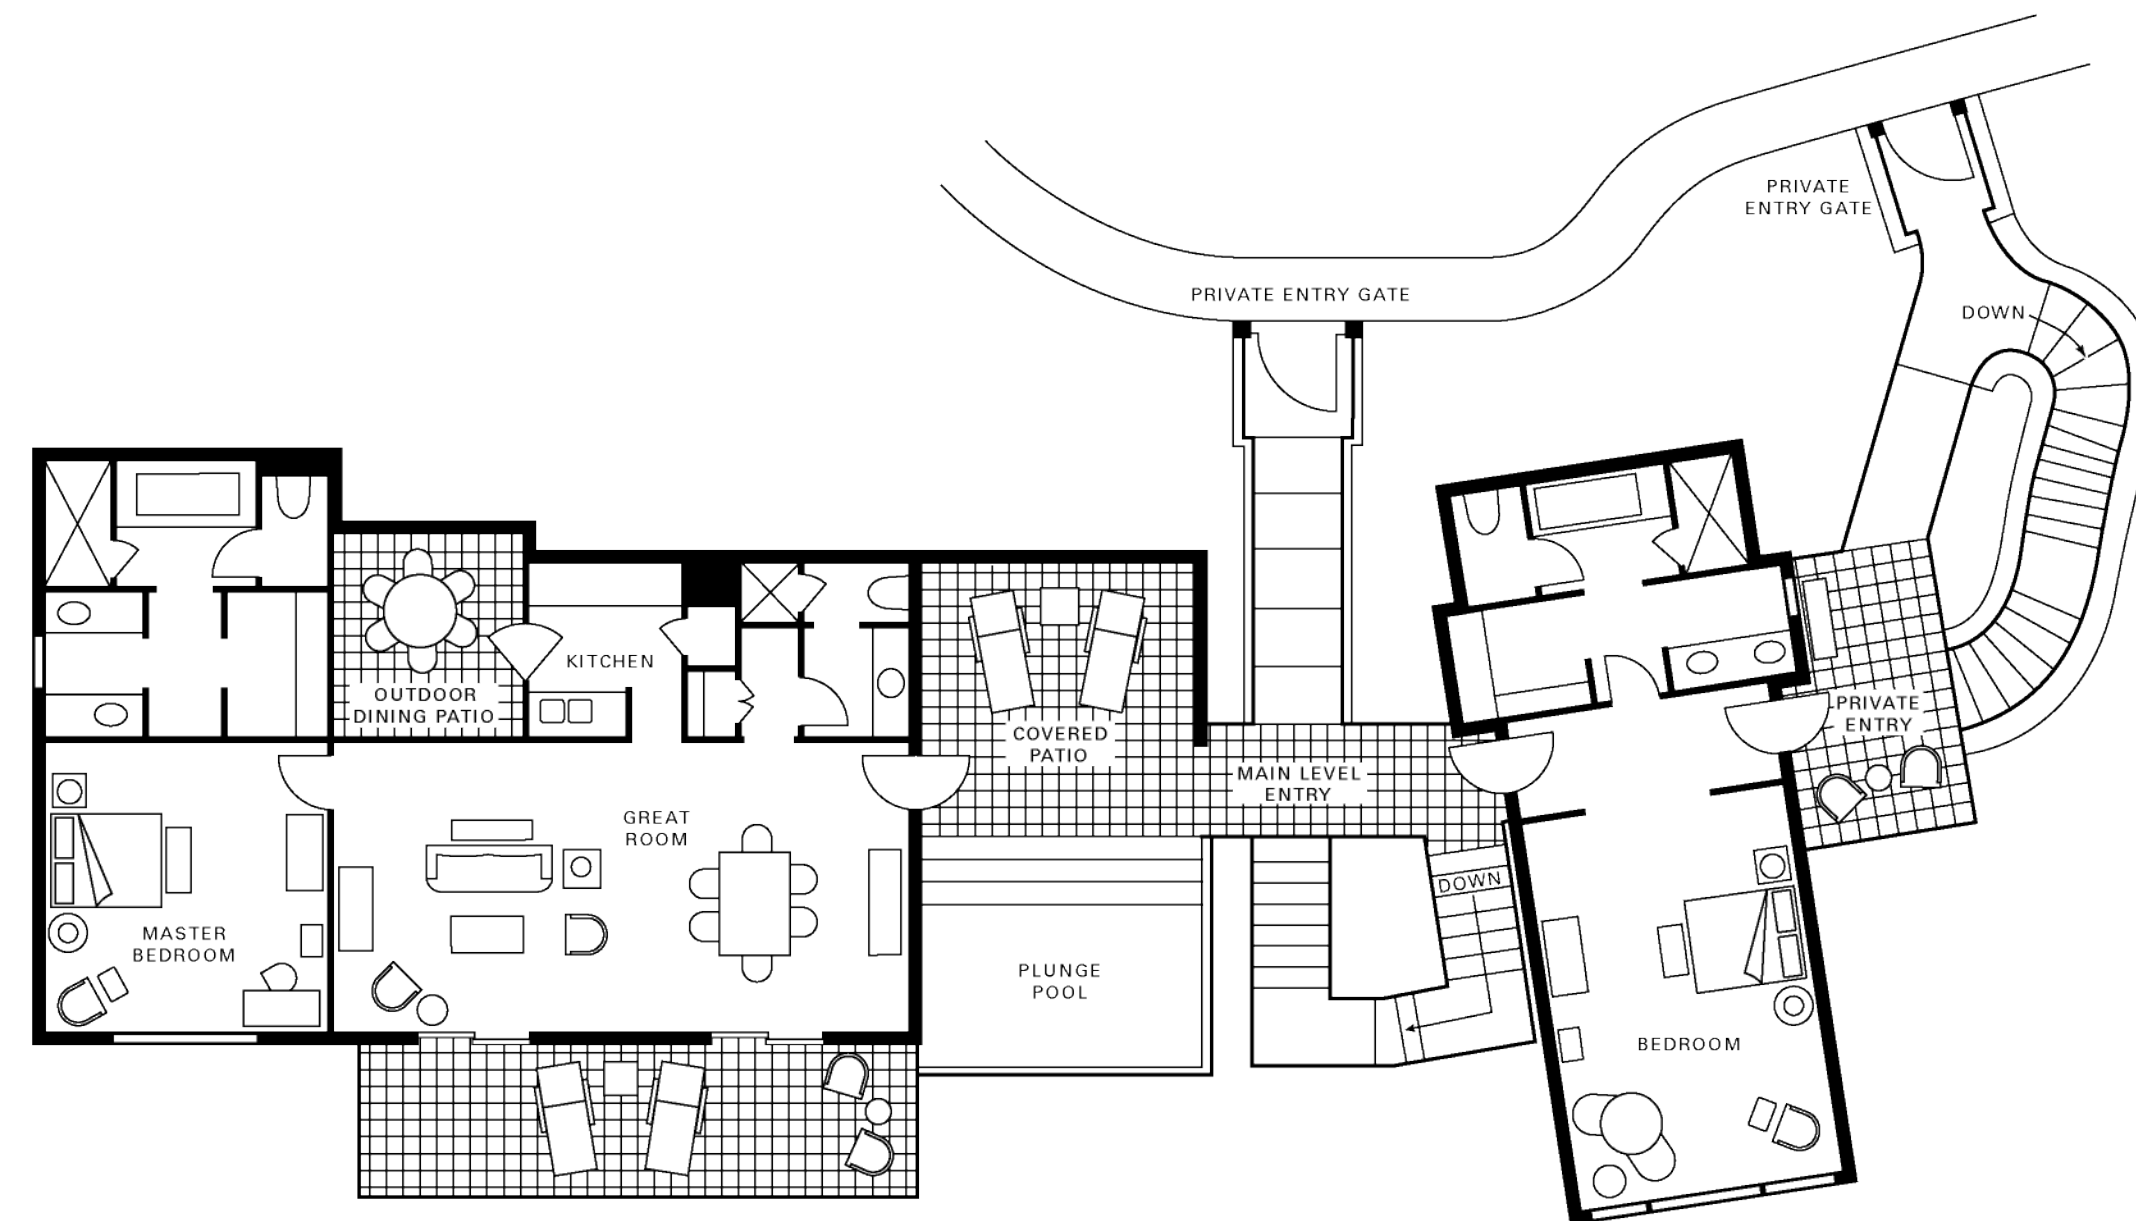 PRIVATE
ENTRY GATE
PRIVATE ENTRY GATE
DOWN
KITCHEN
OUTDOOR
DINING PATIO
COVERED
PATIO
PRIVATE
ENTRY
MAIN LEVEL
ENTRY
GREAT
ROOM
DOWN
MASTER
BEDROOM
PLUNGE
POOL
BEDROOM